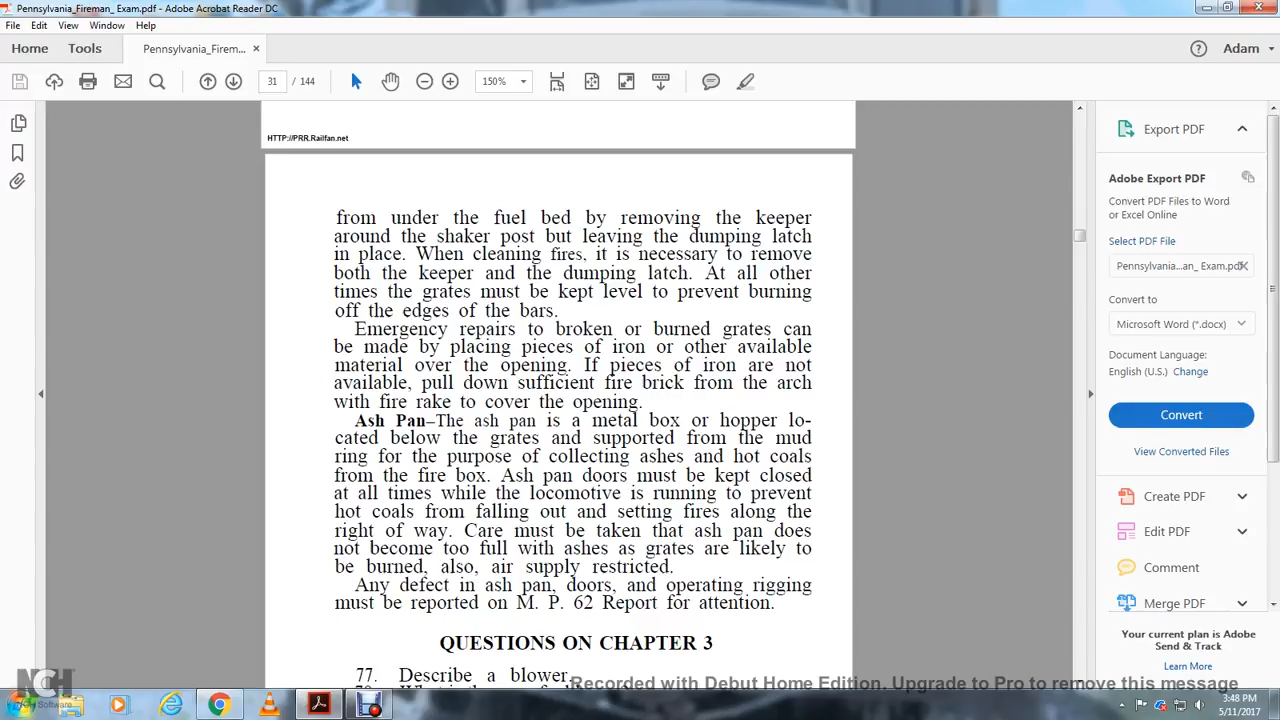 Pennsylvania_Fireman_ Exam.pdf - Adobe Acrobat Reader DC
File Edit View Window Help
Home Tools Pennsylvania_Firem... × Adam
31 / 144 150%
HTTP://PRR.Railfan.net
from under the fuel bed by removing the keeper
around the shaker post but leaving the dumping latch
in place. When cleaning fires, it is necessary to remove
both the keeper and the dumping latch. At all other
times the grates must be kept level to prevent burning
off the edges of the bars.
Emergency repairs to broken or burned grates can
be made by placing pieces of iron or other available
material over the opening. If pieces of iron are not
available, pull down sufficient fire brick from the arch
with fire rake to cover the opening.
Ash Pan–The ash pan is a metal box or hopper lo-
cated below the grates and supported from the mud
ring for the purpose of collecting ashes and hot coals
from the fire box. Ash pan doors must be kept closed
at all times while the locomotive is running to prevent
hot coals from falling out and setting fires along the
right of way. Care must be taken that ash pan does
not become too full with ashes as grates are likely to
be burned, also, air supply restricted.
Any defect in ash pan, doors, and operating rigging
must be reported on M. P. 62 Report for attention.
QUESTIONS ON CHAPTER 3
77. Describe a blower.
Export PDF
Adobe Export PDF
Convert PDF Files to Word
or Excel Online
Select PDF File
Pennsylvania...an_ Exam.pdf
Convert to
Microsoft Word (*.docx)
Document Language:
English (U.S.) Change
Convert
View Converted Files
Create PDF
Edit PDF
Comment
Merge PDF
Your current plan is Adobe
Send & Track
Learn More
NCH
Software
Recorded with Debut Home Edition. Upgrade to Pro to remove this message
3:48 PM
5/11/2017